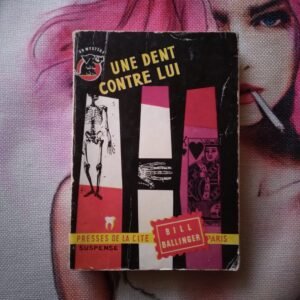 UN MYSTÈRE
UNE DENT
CONTRE LUI
PRESSES DE LA CITÉ
BILL
BALLINGER
PARIS
SUSPENSE